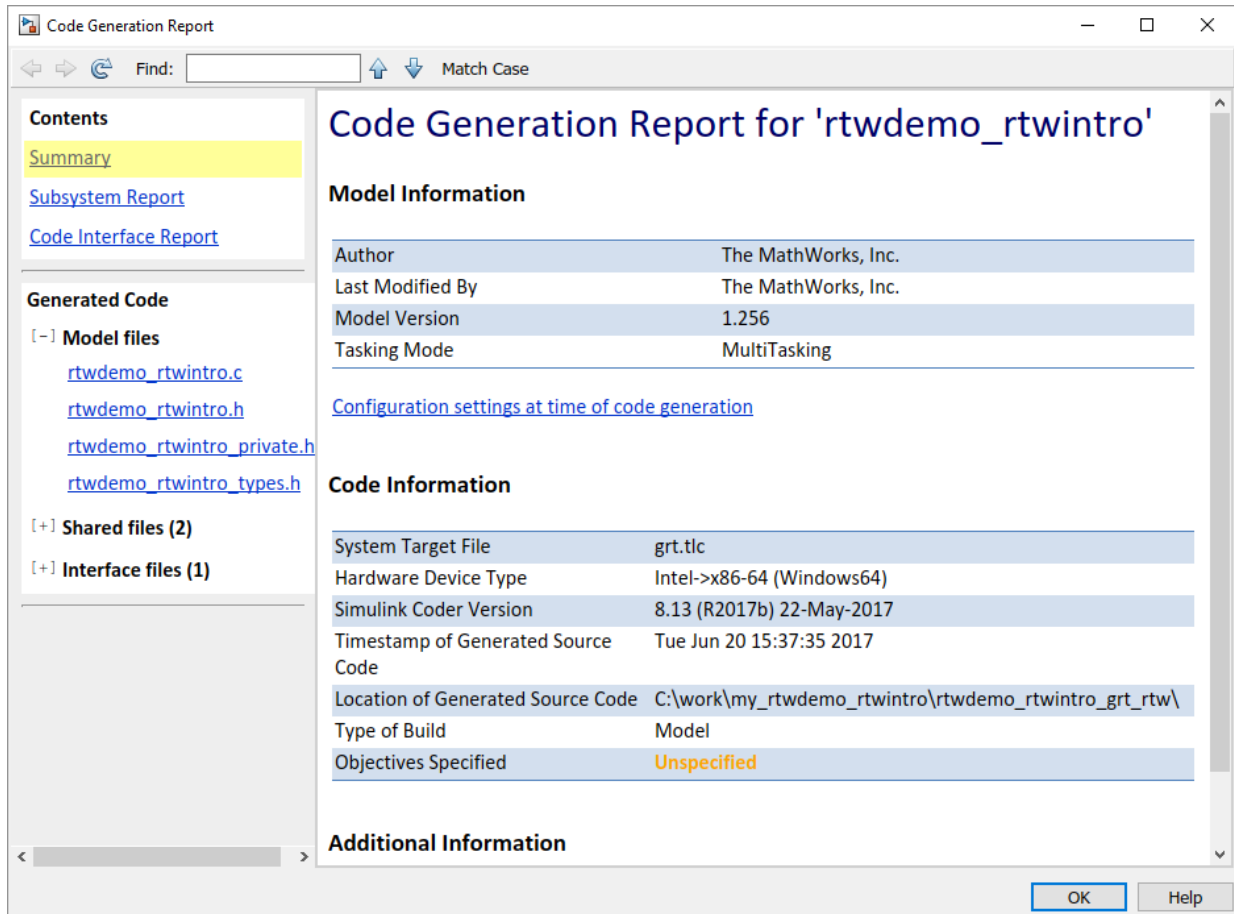 Code Generation Report
Find:
Match Case
Contents
Summary
Subsystem Report
Code Interface Report
Generated Code
[-] Model files
rtwdemo_rtwintro.c
rtwdemo_rtwintro.h
rtwdemo_rtwintro_private.h
rtwdemo_rtwintro_types.h
[+] Shared files (2)
[+] Interface files (1)
Code Generation Report for 'rtwdemo_rtwintro'
Model Information
Author The MathWorks, Inc.
Last Modified By The MathWorks, Inc.
Model Version 1.256
Tasking Mode MultiTasking
Configuration settings at time of code generation
Code Information
System Target File grt.tlc
Hardware Device Type Intel->x86-64 (Windows64)
Simulink Coder Version 8.13 (R2017b) 22-May-2017
Timestamp of Generated Source Tue Jun 20 15:37:35 2017
Code
Location of Generated Source Code C:\work\my_rtwdemo_rtwintro\rtwdemo_rtwintro_grt_rtw\
Type of Build Model
Objectives Specified Unspecified
Additional Information
OK
Help